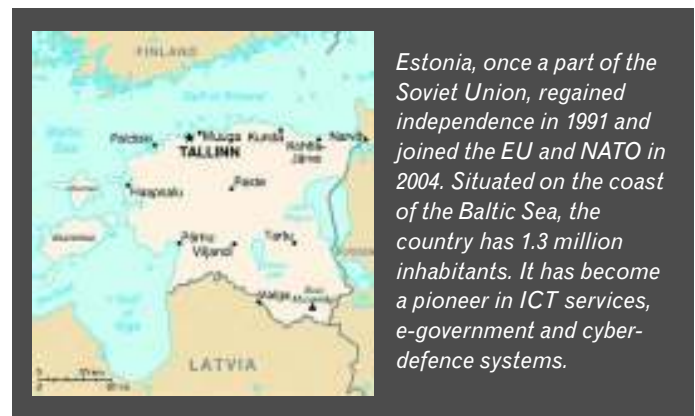 FINLAND
Paldiski
Muuga
Kunda
Narva
TALLINN
Kohtla-
Järve
Haapsalu
Paide
Pärnu
Viljandi
Tartu
Valga
LATVIA
Estonia, once a part of the
Soviet Union, regained
independence in 1991 and
joined the EU and NATO in
2004. Situated on the coast
of the Baltic Sea, the
country has 1.3 million
inhabitants. It has become
a pioneer in ICT services,
e-government and cyber-
defence systems.